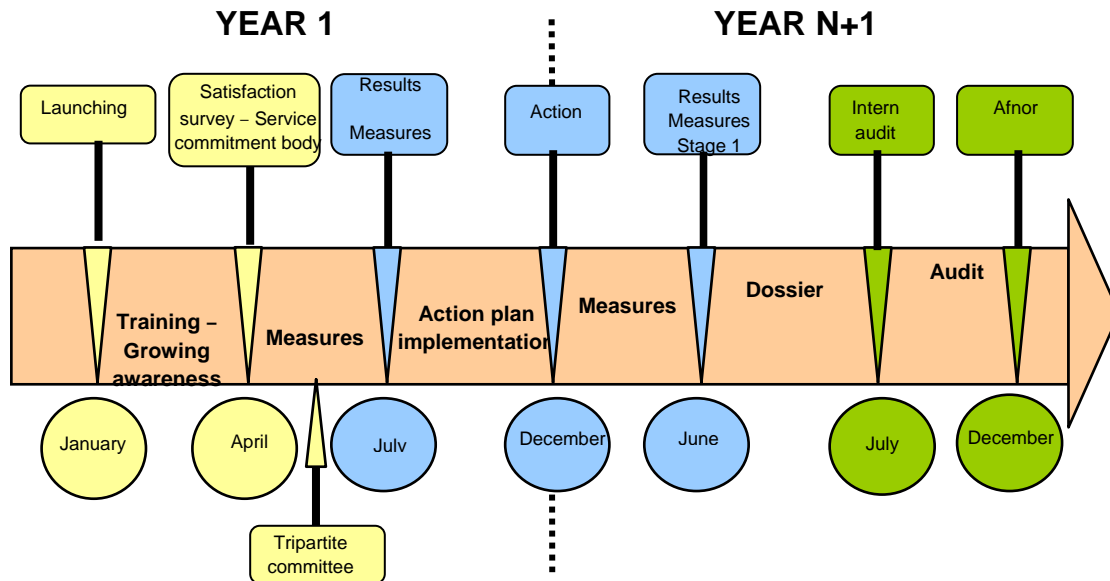 YEAR 1
YEAR N+1
Launching
Satisfaction
survey – Service
commitment body
Results
Measures
Action
Results
Measures
Stage 1
Intern
audit
Afnor
Training –
Growing
awareness
Measures
Action plan
implementation
Measures
Dossier
Audit
January
April
July
December
June
July
December
Tripartite
committee